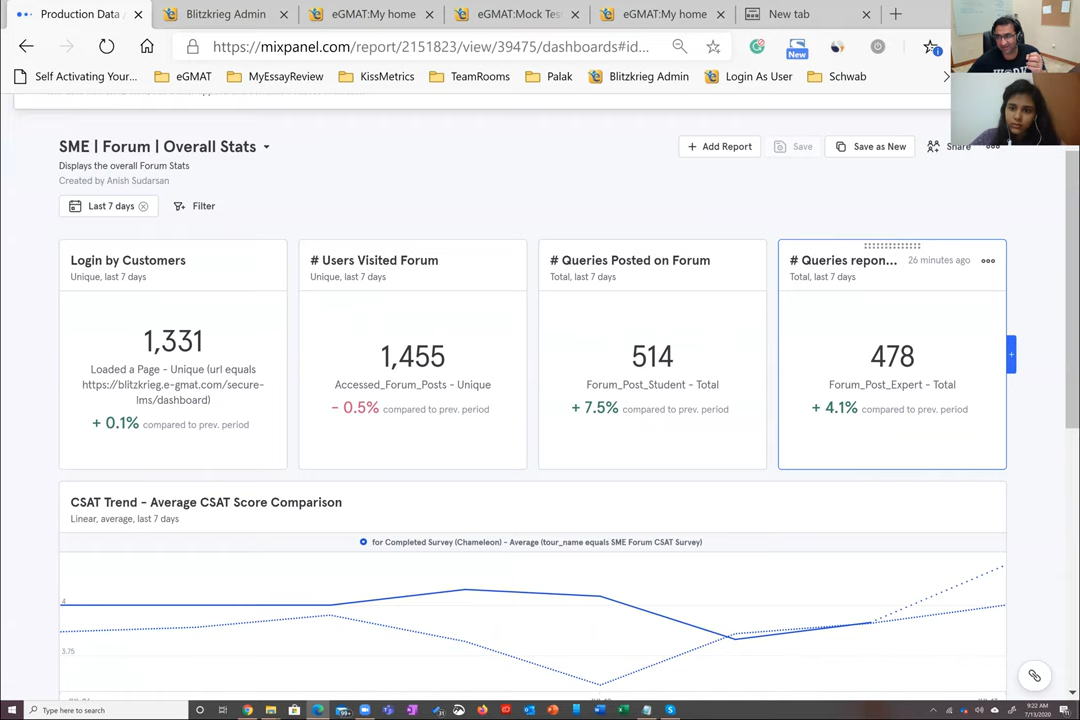 Production Data
Blitzkrieg Admin
eGMAT:My home
eGMAT:Mock Tes
eGMAT:My home
New tab
https://mixpanel.com/report/2151823/view/39475/dashboards#id...
New
Self Activating Your...
eGMAT
MyEssayReview
KissMetrics
TeamRooms
Palak
Blitzkrieg Admin
Login As User
Schwab
SME | Forum | Overall Stats
Displays the overall Forum Stats
Created by Anish Sudarsan
+ Add Report
Save
Save as New
Share
Last 7 days
Filter
Login by Customers
Unique, last 7 days
1,331
Loaded a Page - Unique (url equals
https://blitzkrieg.e-gmat.com/secure-
lms/dashboard)
+ 0.1% compared to prev. period
# Users Visited Forum
Unique, last 7 days
1,455
Accessed_Forum_Posts - Unique
- 0.5% compared to prev. period
# Queries Posted on Forum
Total, last 7 days
514
Forum_Post_Student - Total
+ 7.5% compared to prev. period
# Queries repon... 26 minutes ago
Total, last 7 days
478
Forum_Post_Expert - Total
+ 4.1% compared to prev. period
CSAT Trend - Average CSAT Score Comparison
Linear, average, last 7 days
for Completed Survey (Chameleon) - Average (tour_name equals SME Forum CSAT Survey)
4
3.75
Type here to search
9:22 AM
7/13/2020